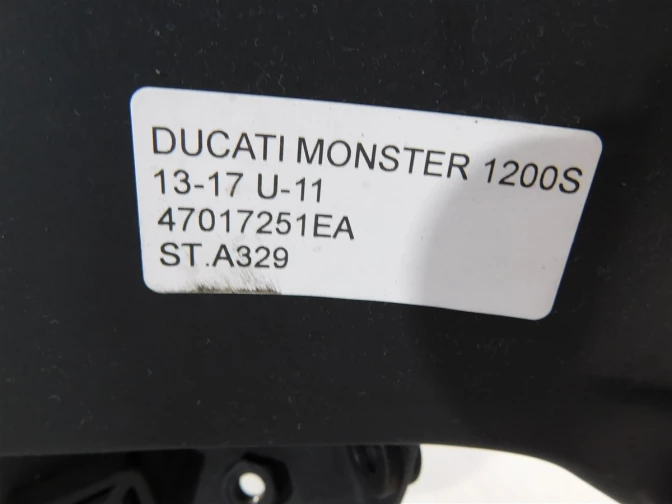 DUCATI MONSTER 1200S
13-17 U-11
47017251EA
ST.A329